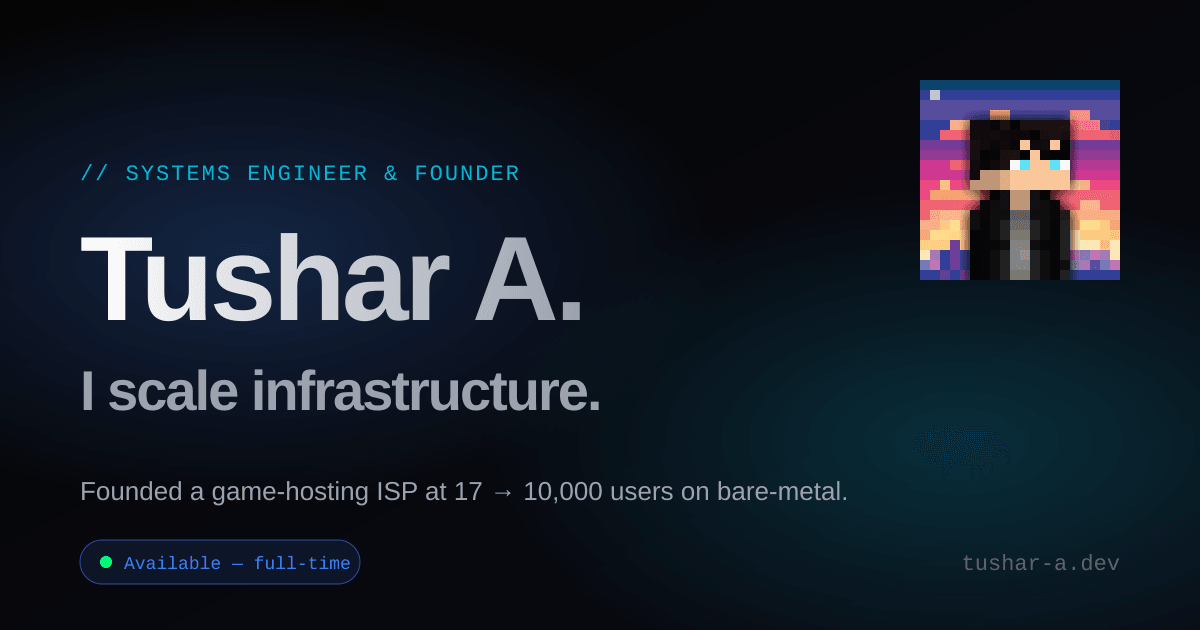 // SYSTEMS ENGINEER & FOUNDER
Tushar A.
I scale infrastructure.
Founded a game-hosting ISP at 17 → 10,000 users on bare-metal.
Available — full-time
tushar-a.dev